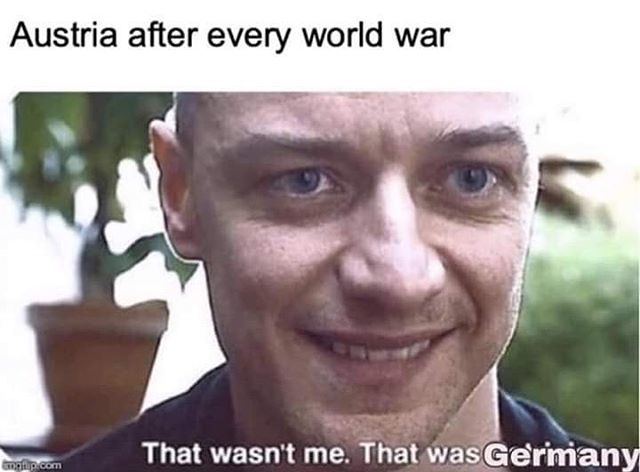 Austria after every world war
That wasn't me. That was Germany
imgflip.com